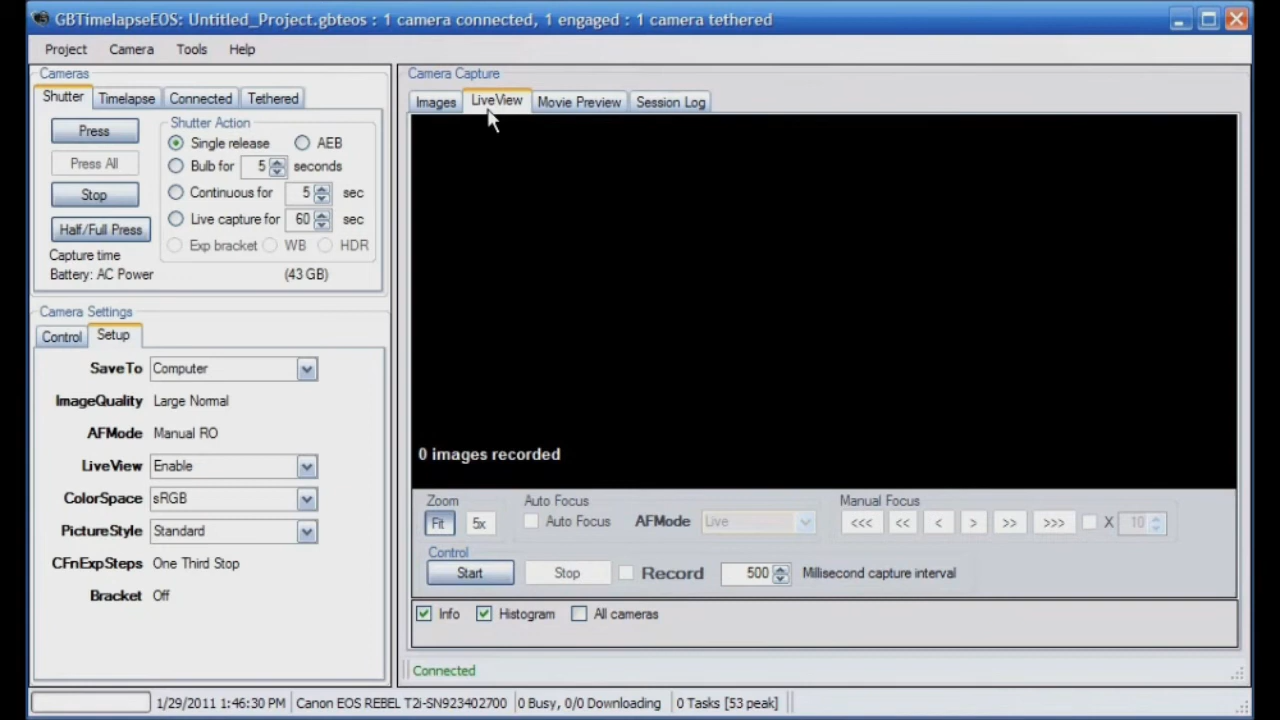 GBTimelapseEOS: Untitled_Project.gbteos : 1 camera connected, 1 engaged : 1 camera tethered
Project Camera Tools Help
Cameras
Shutter Timelapse Connected Tethered
Press
Press All
Stop
Half/Full Press
Capture time
Battery: AC Power (43 GB)
Shutter Action
Single release AEB
Bulb for 5 seconds
Continuous for 5 sec
Live capture for 60 sec
Exp bracket WB HDR
Camera Settings
Control Setup
SaveTo Computer
ImageQuality Large Normal
AFMode Manual RO
LiveView Enable
ColorSpace sRGB
PictureStyle Standard
CFnExpSteps One Third Stop
Bracket Off
Camera Capture
Images LiveView Movie Preview Session Log
0 images recorded
Zoom
Fit 5x
Auto Focus
Auto Focus AFMode Live
Manual Focus
<<< << < > >> >>> X 10
Control
Start Stop Record 500 Millisecond capture interval
Info Histogram All cameras
Connected
1/29/2011 1:46:30 PM Canon EOS REBEL T2i-SN923402700 0 Busy, 0/0 Downloading 0 Tasks [53 peak]